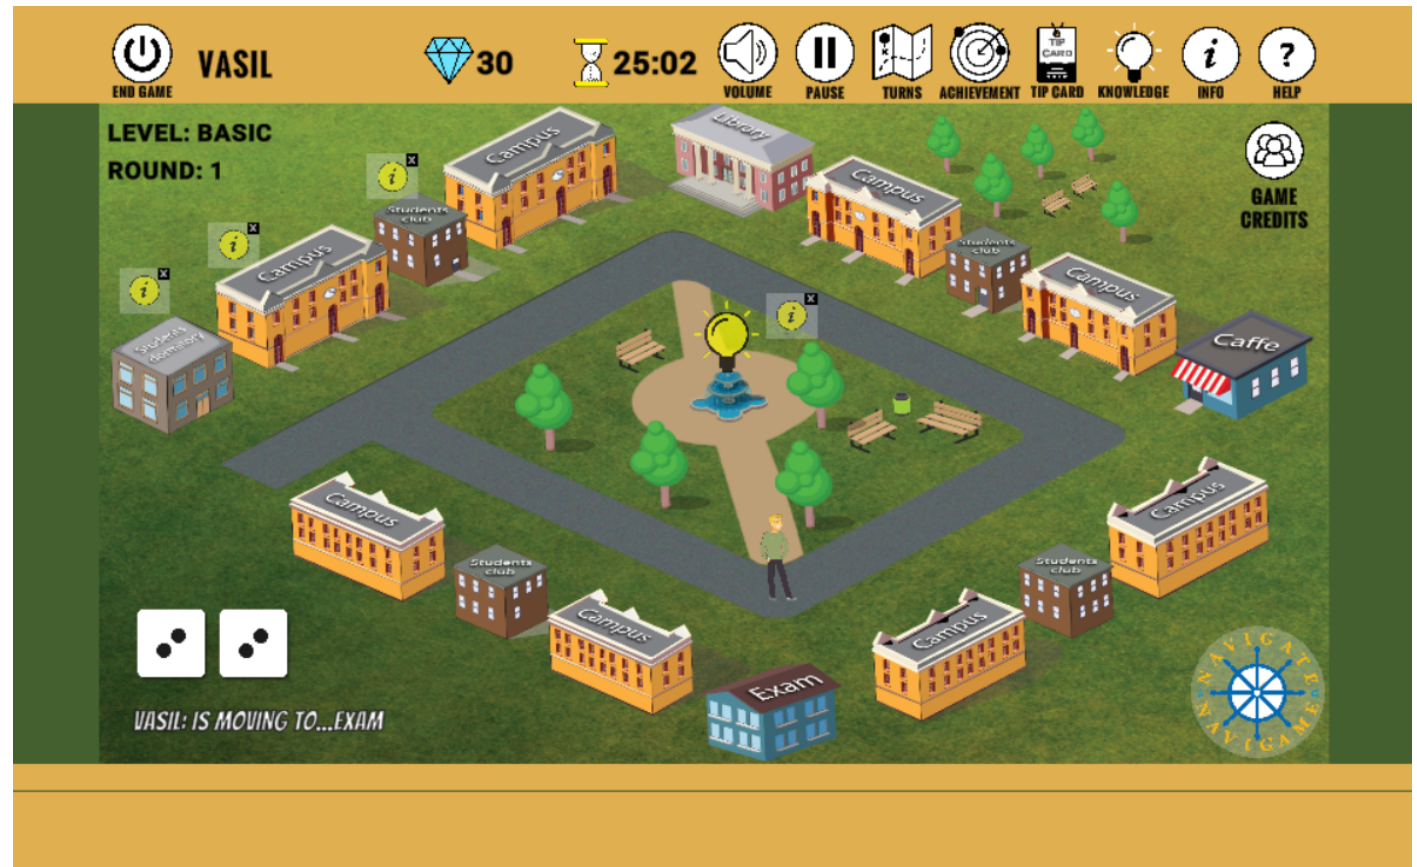 VASIL
30
25:02
END GAME
VOLUME
PAUSE
TURNS
ACHIEVEMENT
TIP
CARD
TIP CARD
KNOWLEDGE
i
INFO
?
HELP
LEVEL: BASIC
ROUND: 1
GAME
CREDITS
i
X
i
X
i
X
i
X
Campus
Library
Campus
Students
club
Students
club
Campus
Campus
Students
dormitory
Caffe
Campus
Campus
Students
club
Students
club
Campus
Campus
Exam
VASIL: IS MOVING TO...EXAM
NAVIGATE
NAVIGAME